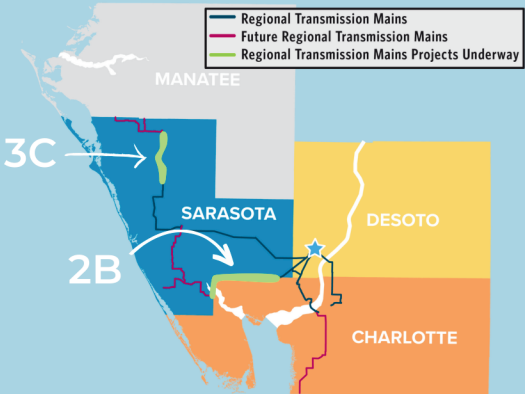 Regional Transmission Mains
Future Regional Transmission Mains
Regional Transmission Mains Projects Underway
MANATEE
3C
SARASOTA
DESOTO
2B
CHARLOTTE